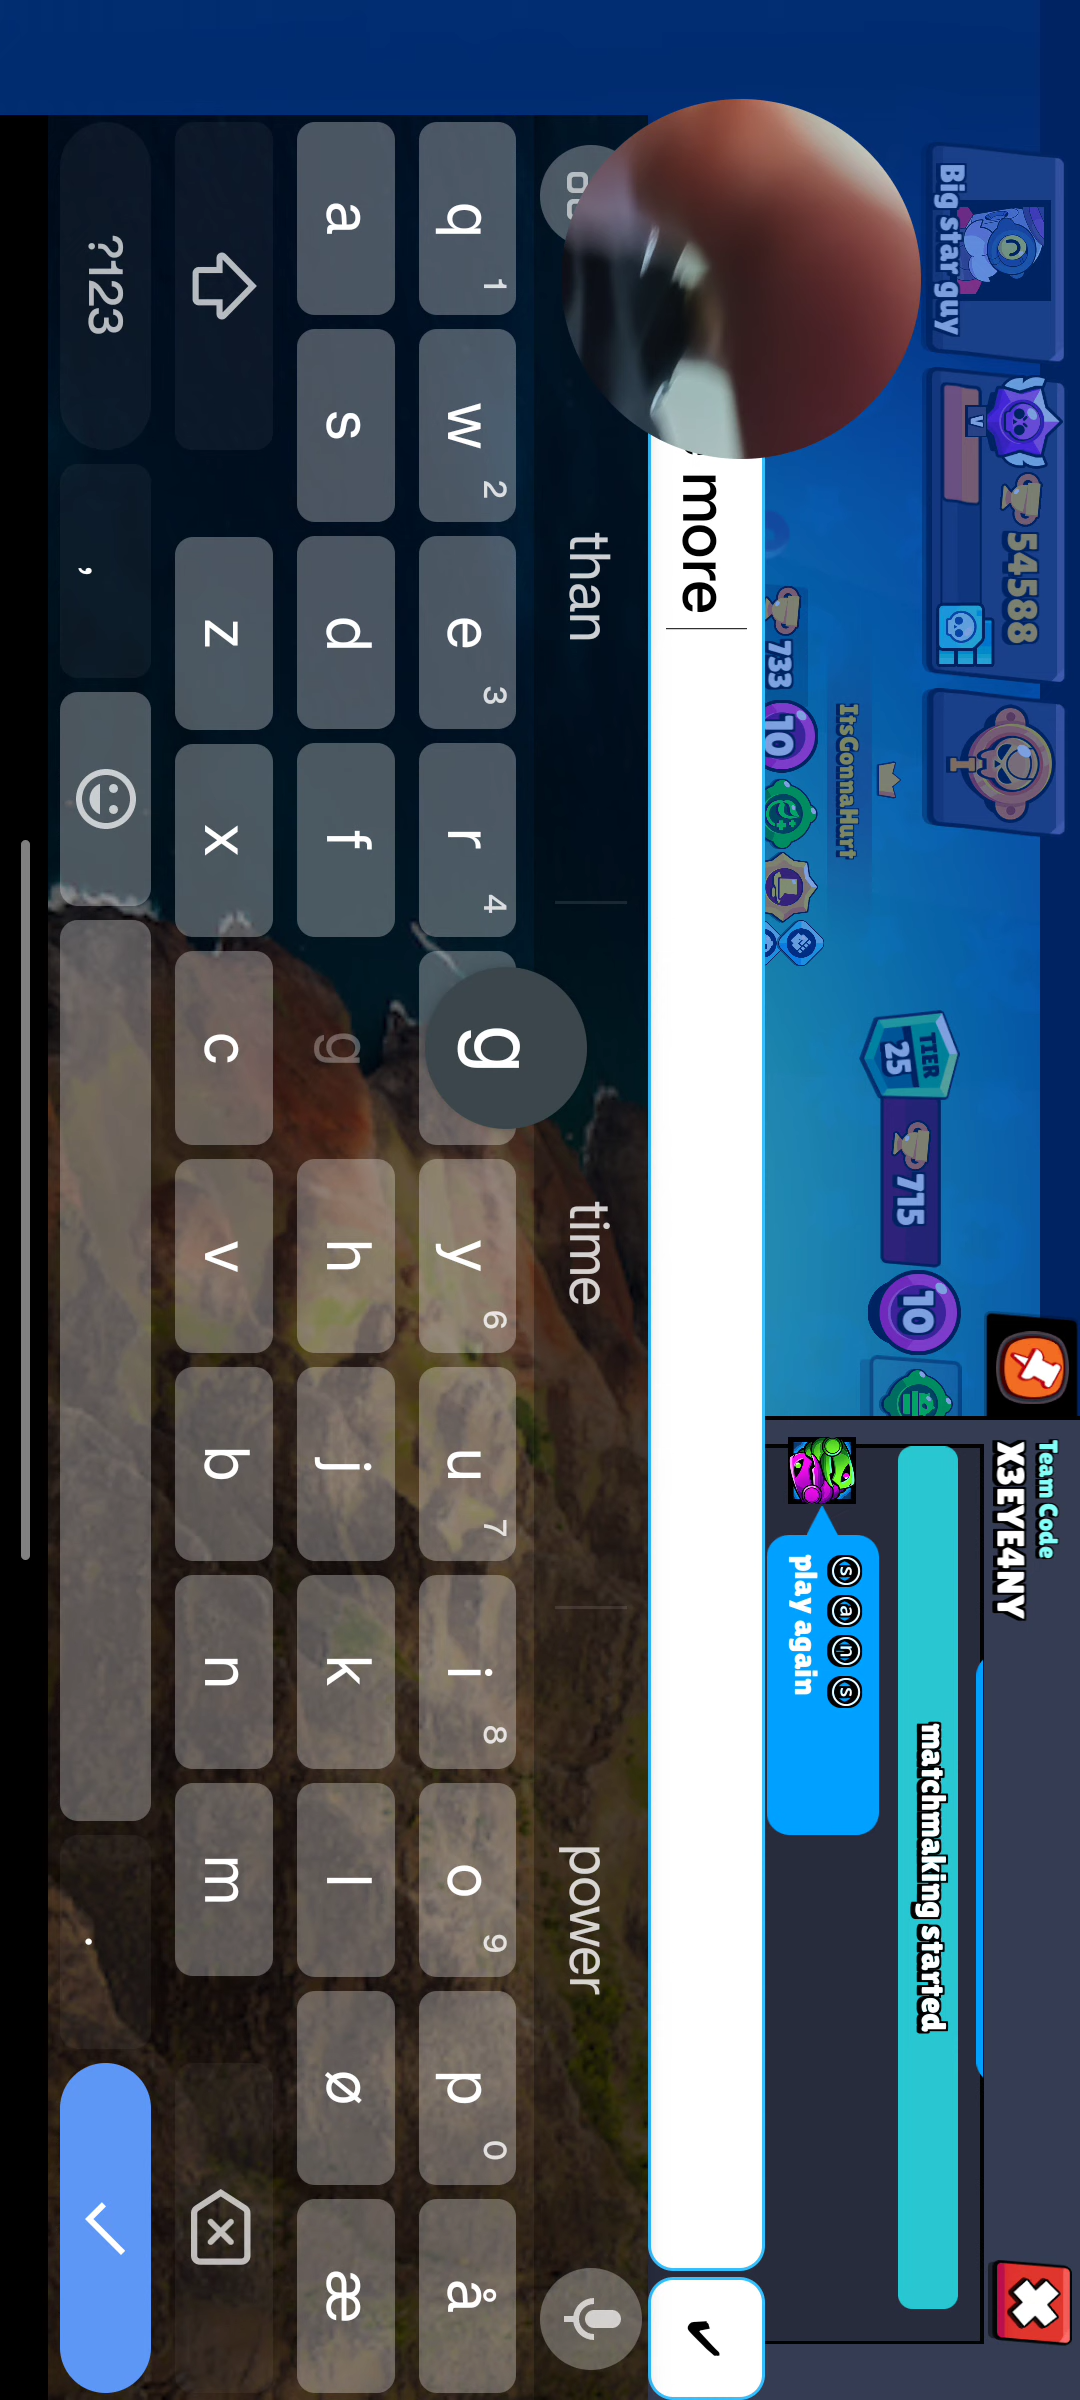 Big star guy
V
54588
I
TIER
25
715
10
ItsGonnaHurt
733
10
Team Code
X3EYE4NY
matchmaking started
ⓢⓐⓝⓢ
play again
more
than
time
power
q 1
w 2
e 3
r 4
g
y 6
u 7
i 8
o 9
p 0
å
a
s
d
f
g
h
j
k
l
ø
æ
z
x
c
v
b
n
m
?123
,
.